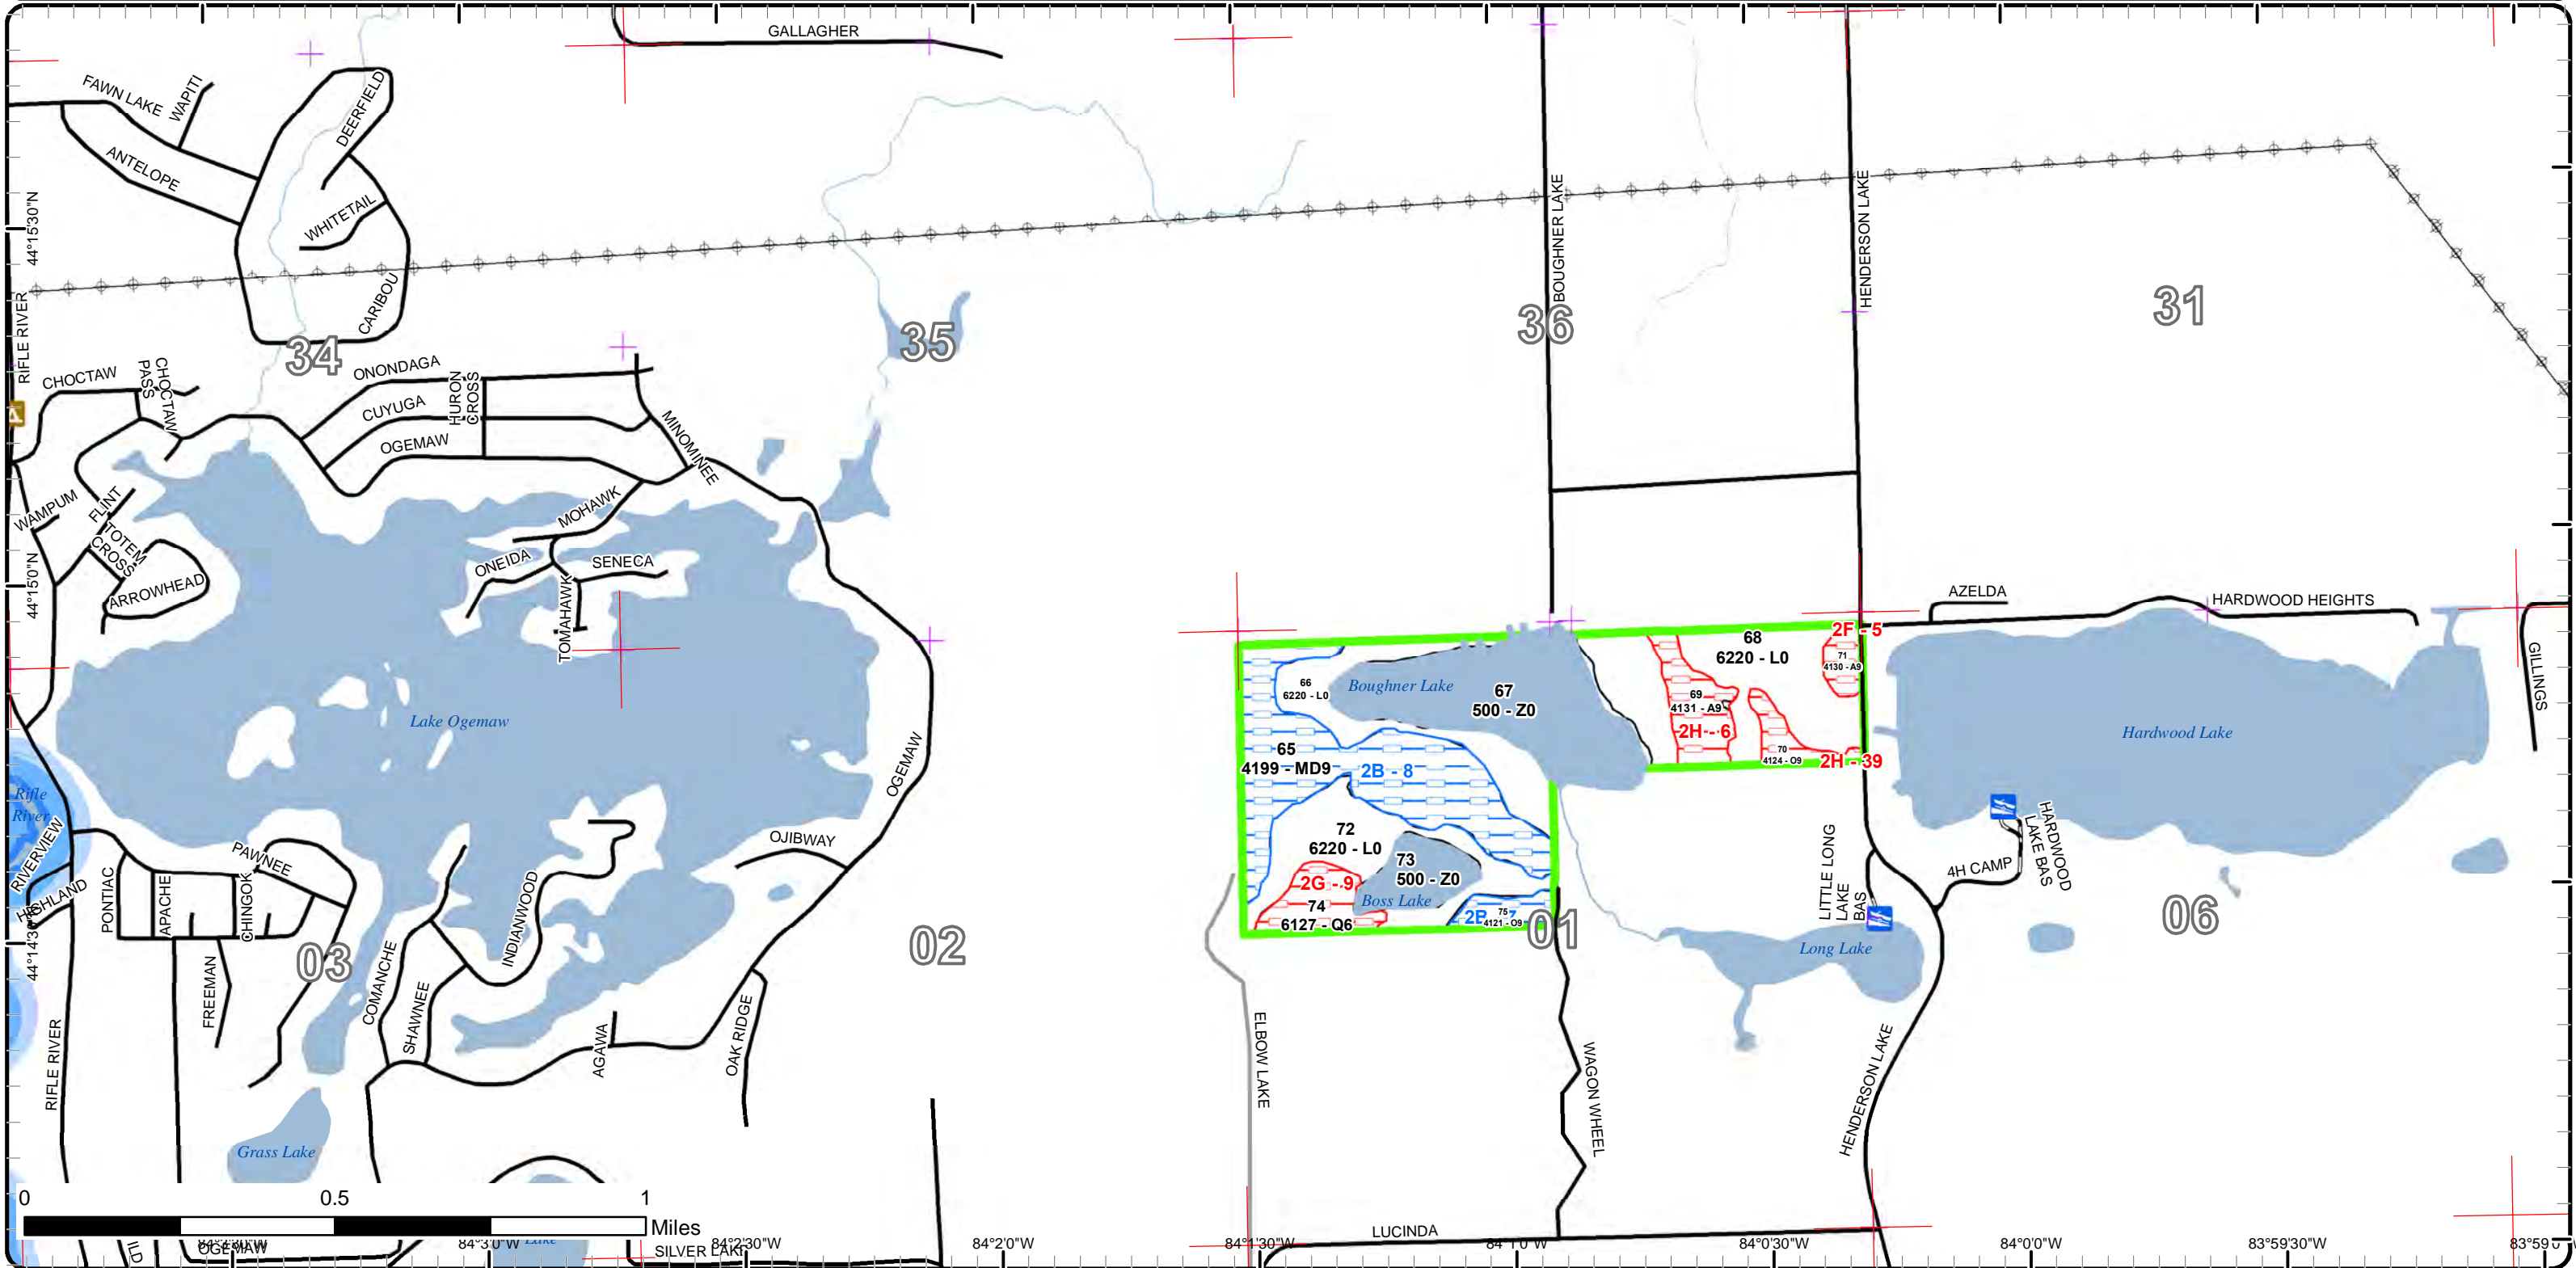 GALLAGHER
FAWN LAKE
WAPITI
DEERFIELD
ANTELOPE
WHITETAIL
CARIBOU
44°15'30"N
RIFLE RIVER
BOUGHNER LAKE
HENDERSON LAKE
34
35
36
31
CHOCTAW
PASS
CHOCTAW
ONONDAGA
CUYUGA
HURON
CROSS
OGEMAW
MINOMINEE
WAMPUM
FLINT
TOTEM
CROSS
ARROWHEAD
MOHAWK
ONEIDA
SENECA
TOMAHAWK
44°15'0"N
AZELDA
HARDWOOD HEIGHTS
GILLINGS
Lake Ogemaw
OGEMAW
66
6220 - L0
Boughner Lake
67
500 - Z0
68
6220 - L0
2F - 5
71
4130 - A9
69
4131 - A9
2H - 6
70
4124 - O9
2H - 39
65
4199 - MD9
2B - 8
72
6220 - L0
73
500 - Z0
Boss Lake
2G - 9
74
6127 - Q6
75
4121 - O9
01
Hardwood Lake
HARDWOOD
LAKE BAS
4H CAMP
LITTLE LONG
LAKE
BAS
Long Lake
06
Rifle
River
RIVERVIEW
HIGHLAND
PONTIAC
APACHE
CHINGOK
PAWNEE
OJIBWAY
INDIANWOOD
44°14'30"N
03
02
FREEMAN
COMANCHE
SHAWNEE
AGAWA
OAK RIDGE
RIFLE RIVER
ELBOW LAKE
WAGON WHEEL
HENDERSON LAKE
Grass Lake
0 0.5 1
Miles
LUCINDA
OGEMAW
Lake
SILVER LAKE
84°3'0"W
84°2'30"W
84°2'0"W
84°1'30"W
84°1'0"W
84°0'30"W
84°0'0"W
83°59'30"W